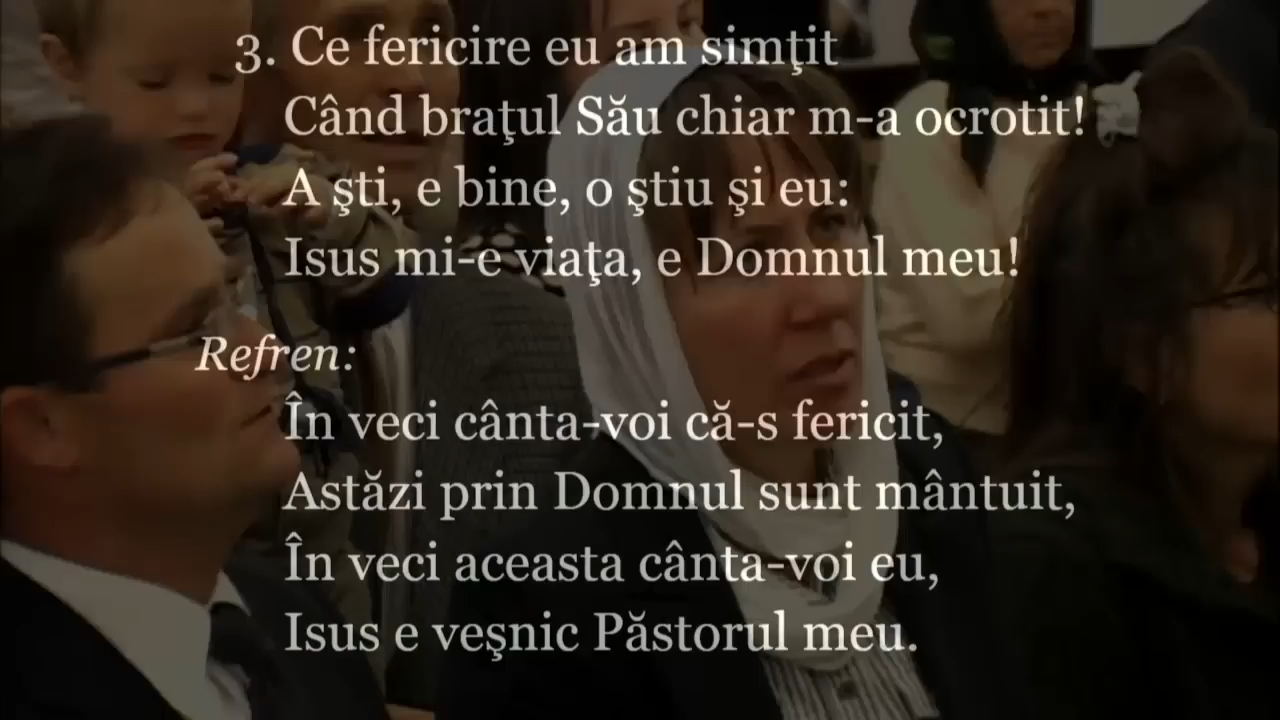 3. Ce fericire eu am simţit
Când braţul Său chiar m-a ocrotit!
A şti, e bine, o ştiu şi eu:
Isus mi-e viaţa, e Domnul meu!
Refren:
În veci cânta-voi că-s fericit,
Astăzi prin Domnul sunt mântuit,
În veci aceasta cânta-voi eu,
Isus e veşnic Păstorul meu.